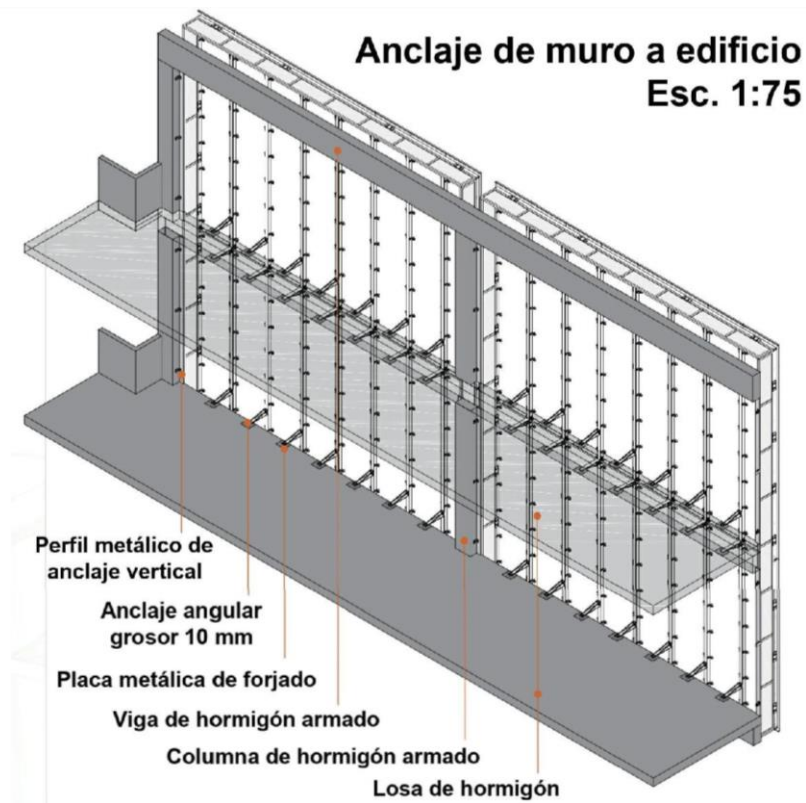 Anclaje de muro a edificio
Esc. 1:75
Perfil metálico de
anclaje vertical
Anclaje angular
grosor 10 mm
Placa metálica de forjado
Viga de hormigón armado
Columna de hormigón armado
Losa de hormigón